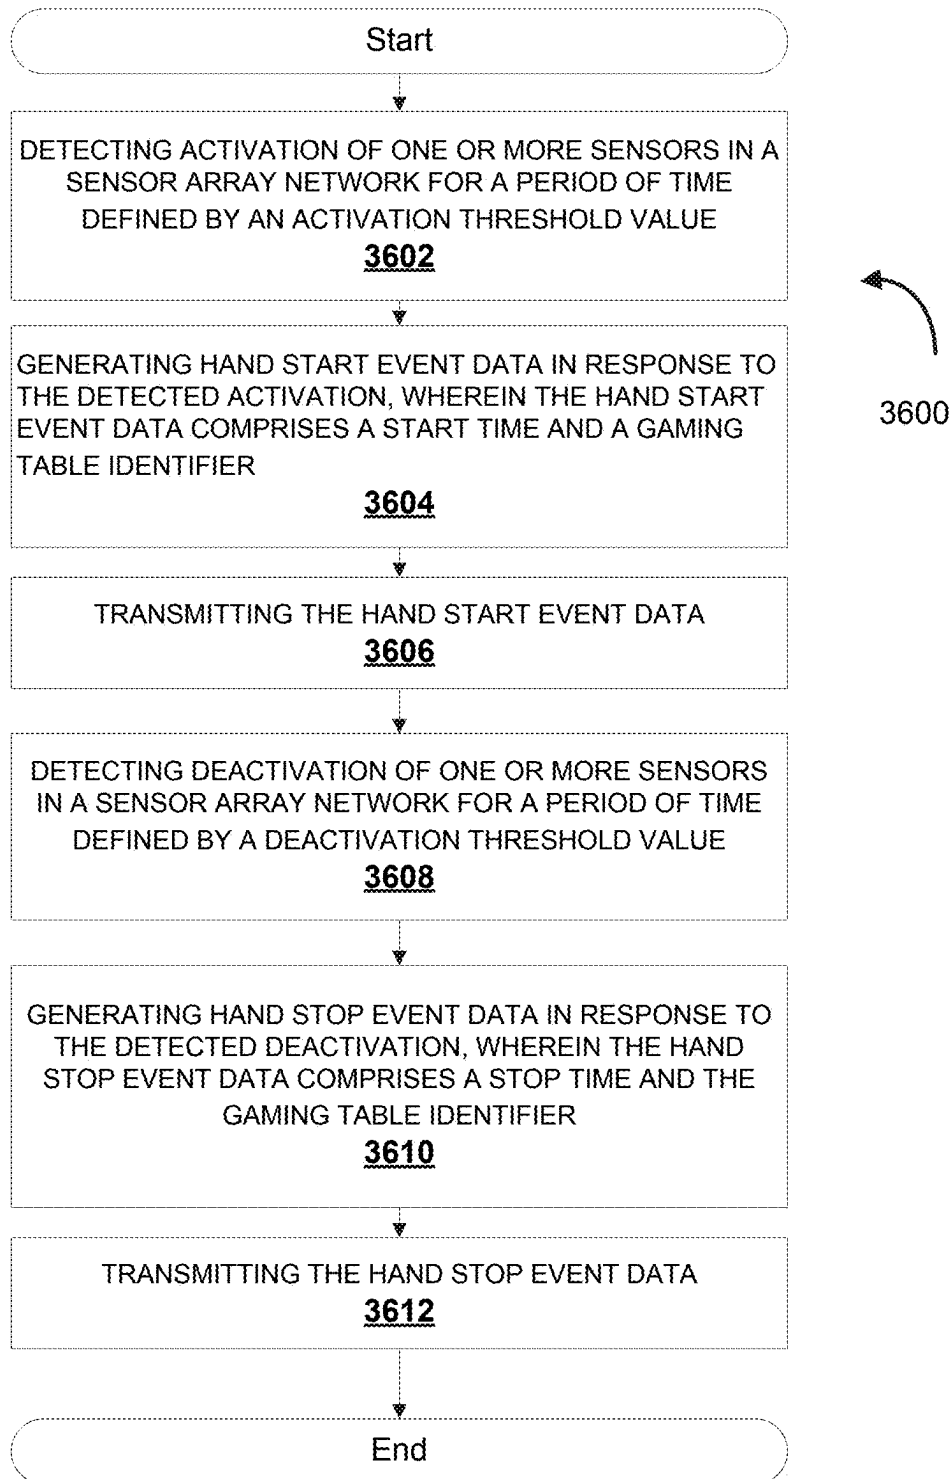 Start
DETECTING ACTIVATION OF ONE OR MORE SENSORS IN A
SENSOR ARRAY NETWORK FOR A PERIOD OF TIME
DEFINED BY AN ACTIVATION THRESHOLD VALUE
3602
GENERATING HAND START EVENT DATA IN RESPONSE TO
THE DETECTED ACTIVATION, WHEREIN THE HAND START
EVENT DATA COMPRISES A START TIME AND A GAMING
TABLE IDENTIFIER
3604
3600
TRANSMITTING THE HAND START EVENT DATA
3606
DETECTING DEACTIVATION OF ONE OR MORE SENSORS
IN A SENSOR ARRAY NETWORK FOR A PERIOD OF TIME
DEFINED BY A DEACTIVATION THRESHOLD VALUE
3608
GENERATING HAND STOP EVENT DATA IN RESPONSE TO
THE DETECTED DEACTIVATION, WHEREIN THE HAND
STOP EVENT DATA COMPRISES A STOP TIME AND THE
GAMING TABLE IDENTIFIER
3610
TRANSMITTING THE HAND STOP EVENT DATA
3612
End